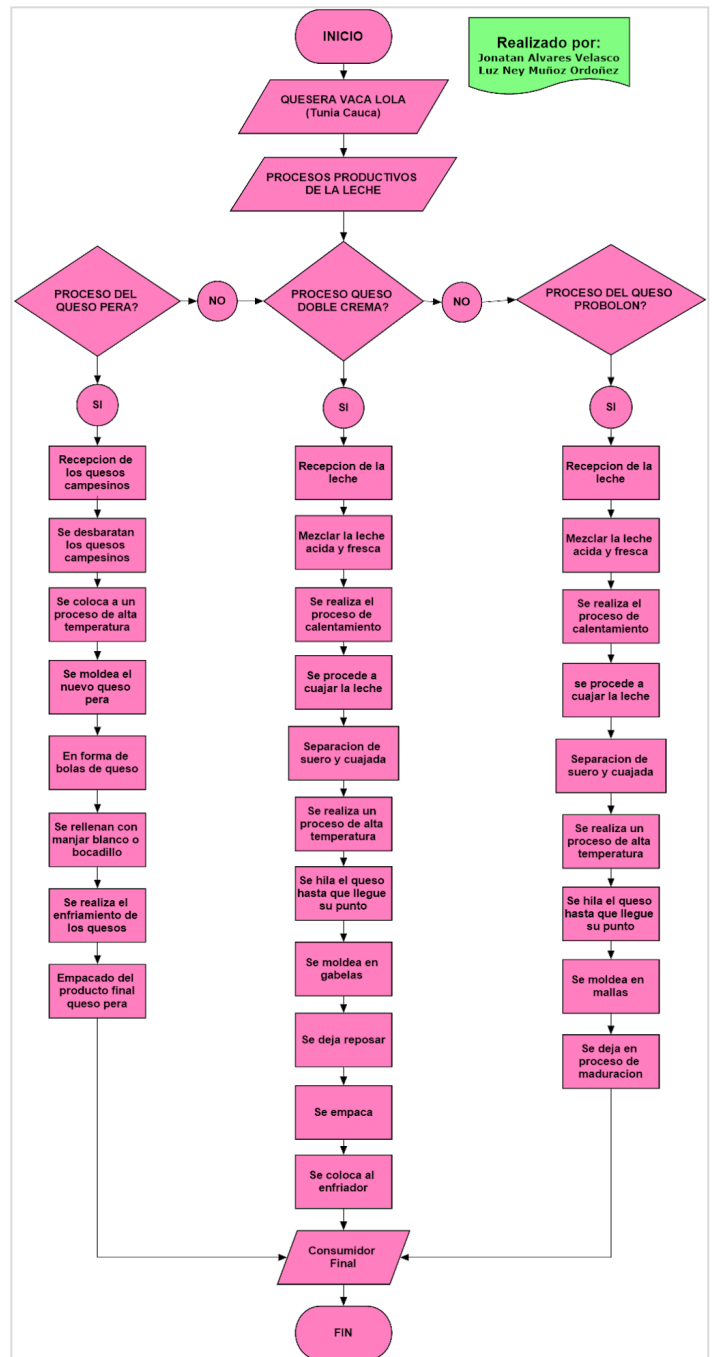 INICIO
Realizado por:
Jonatan Alvares Velasco
Luz Ney Muñoz Ordoñez
QUESERA VACA LOLA
(Tunia Cauca)
PROCESOS PRODUCTIVOS
DE LA LECHE
PROCESO DEL
QUESO PERA?
NO
PROCESO QUESO
DOBLE CREMA?
NO
PROCESO DEL QUESO
PROBOLON?
SI
Recepcion de
los quesos
campesinos
Se desbaratan
los quesos
campesinos
Se coloca a un
proceso de alta
temperatura
Se moldea el
nuevo queso
pera
En forma de
bolas de queso
Se rellenan con
manjar blanco o
bocadillo
Se realiza el
enfriamiento de
los quesos
Empacado del
producto final
queso pera
SI
Recepcion de la
leche
Mezclar la leche
acida y fresca
Se realiza el
proceso de
calentamiento
Se procede a
cuajar la leche
Separacion de
suero y cuajada
Se realiza un
proceso de alta
temperatura
Se hila el queso
hasta que llegue
su punto
Se moldea en
gabelas
Se deja reposar
Se empaca
Se coloca al
enfriador
SI
Recepcion de la
leche
Mezclar la leche
acida y fresca
Se realiza el
proceso de
calentamiento
se procede a
cuajar la leche
Separacion de
suero y cuajada
Se realiza un
proceso de alta
temperatura
Se hila el queso
hasta que llegue
su punto
Se moldea en
mallas
Se deja en
proceso de
maduracion
Consumidor
Final
FIN